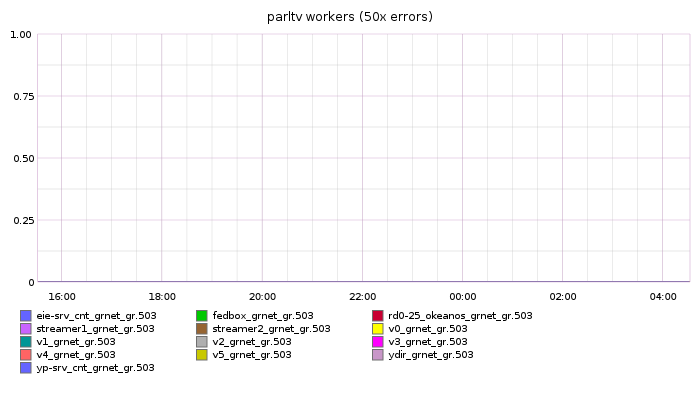 parltv workers (50x errors)
1.00
0.75
0.50
0.25
0
16:00 18:00 20:00 22:00 00:00 02:00 04:00
eie-srv_cnt_grnet_gr.503 fedbox_grnet_gr.503 rd0-25_okeanos_grnet_gr.503
streamer1_grnet_gr.503 streamer2_grnet_gr.503 v0_grnet_gr.503
v1_grnet_gr.503 v2_grnet_gr.503 v3_grnet_gr.503
v4_grnet_gr.503 v5_grnet_gr.503 ydir_grnet_gr.503
yp-srv_cnt_grnet_gr.503